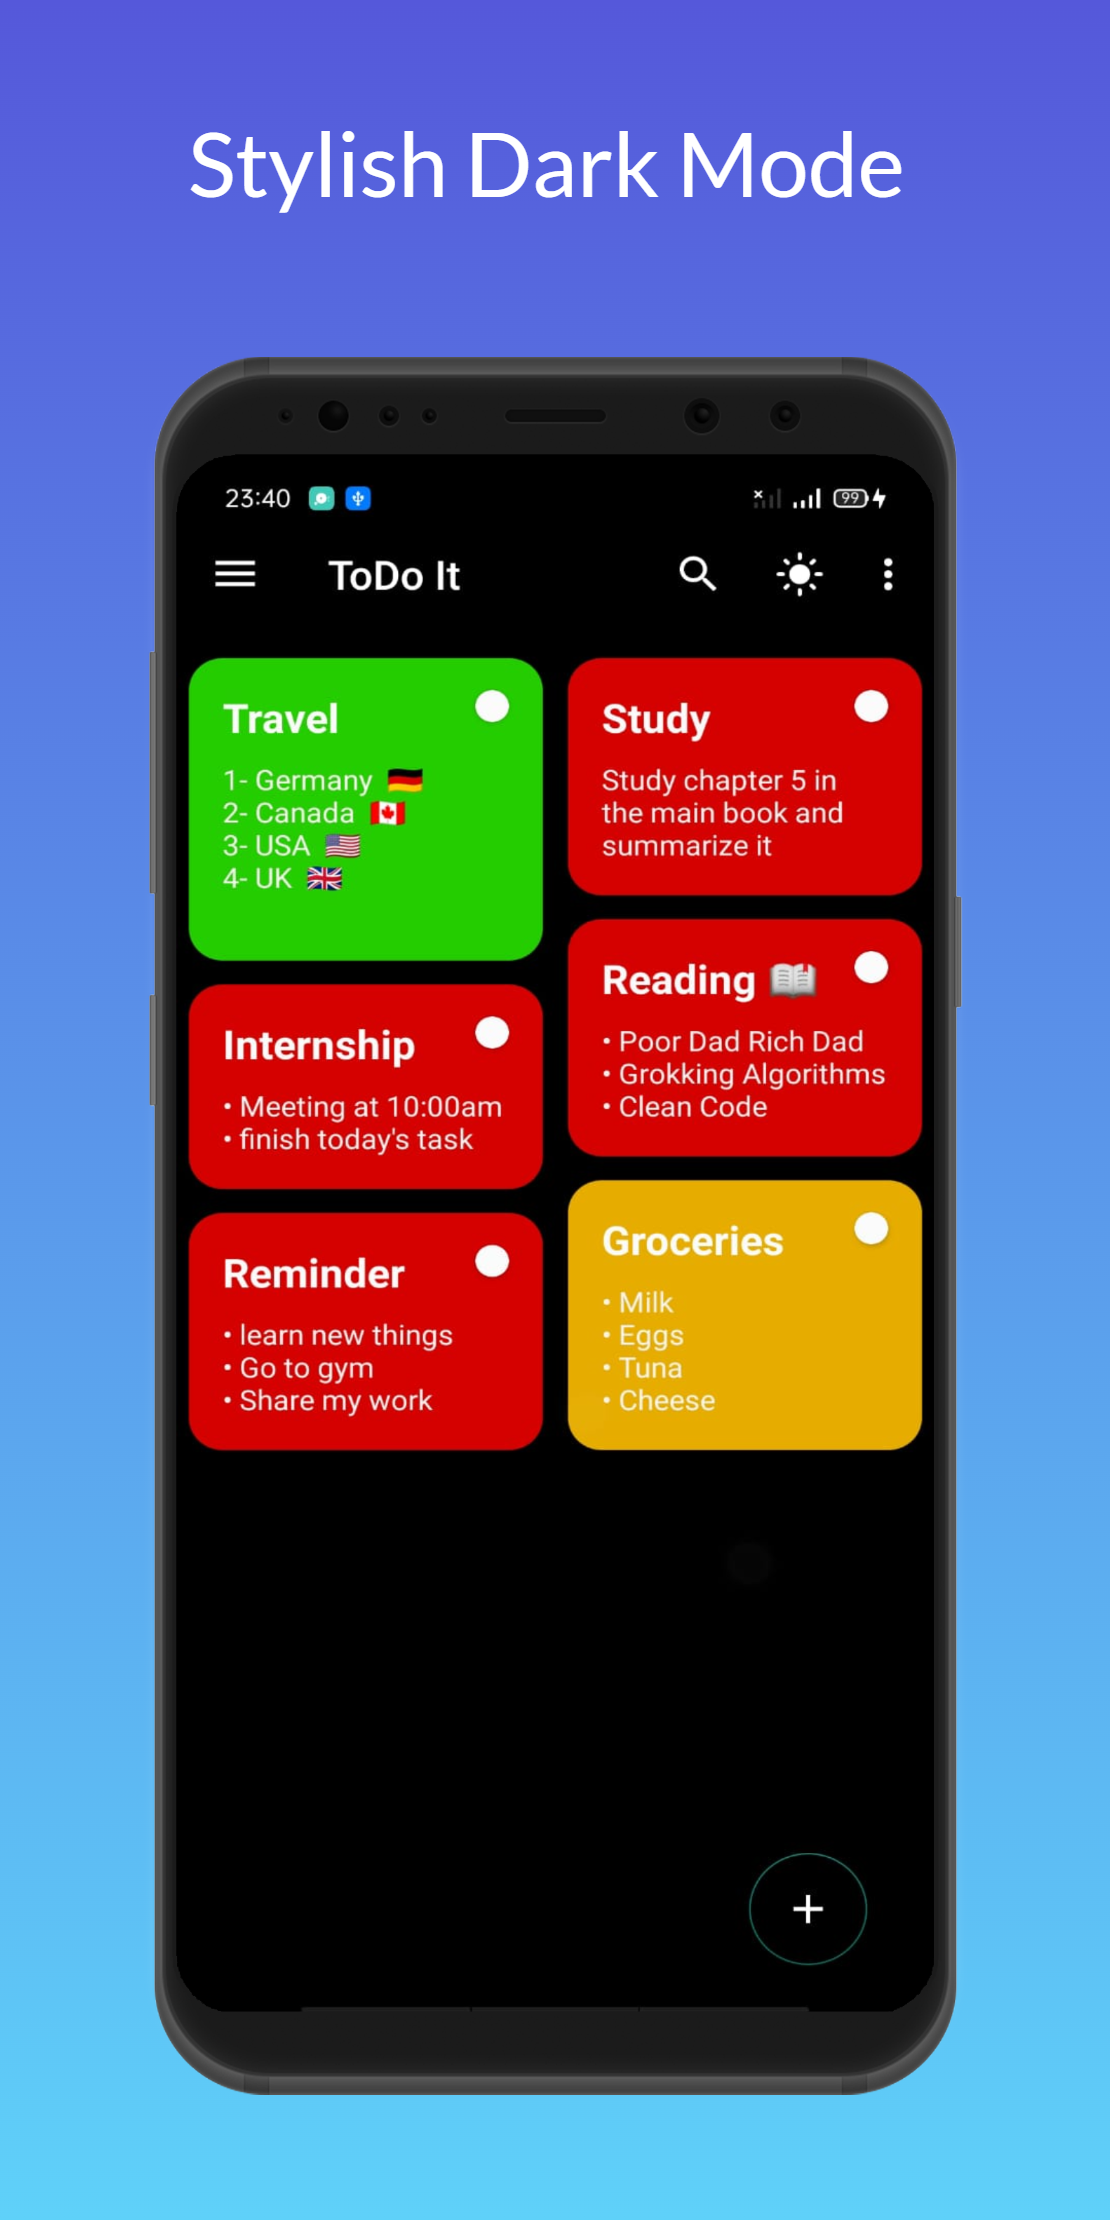 Stylish Dark Mode
23:40
99
ToDo It
Travel
1- Germany 🇩🇪
2- Canada 🇨🇦
3- USA 🇺🇸
4- UK 🇬🇧
Study
Study chapter 5 in
the main book and
summarize it
Internship
• Meeting at 10:00am
• finish today's task
Reading 📖
• Poor Dad Rich Dad
• Grokking Algorithms
• Clean Code
Reminder
• learn new things
• Go to gym
• Share my work
Groceries
• Milk
• Eggs
• Tuna
• Cheese